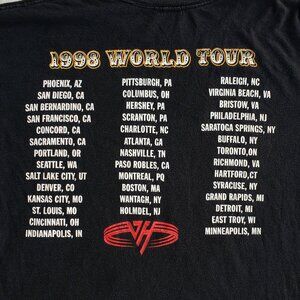 1998 WORLD TOUR
PHOENIX, AZ
SAN DIEGO, CA
SAN BERNARDINO, CA
SAN FRANCISCO, CA
CONCORD, CA
SACRAMENTO, CA
PORTLAND, OR
SEATTLE, WA
SALT LAKE CITY, UT
DENVER, CO
KANSAS CITY, MO
ST. LOUIS, MO
CINCINNATI, OH
INDIANAPOLIS, IN
PITTSBURGH, PA
COLUMBUS, OH
HERSHEY, PA
SCRANTON, PA
CHARLOTTE, NC
ATLANTA, GA
NASHVILLE, TN
PASO ROBLES, CA
MONTREAL, PQ
BOSTON, MA
WANTAGH, NY
HOLMDEL, NJ
RALEIGH, NC
VIRGINIA BEACH, VA
BRISTOW, VA
PHILADELPHIA, NJ
SARATOGA SPRINGS, NY
BUFFALO, NY
TORONTO, ON
RICHMOND, VA
HARTFORD, CT
SYRACUSE, NY
GRAND RAPIDS, MI
DETROIT, MI
EAST TROY, WI
MINNEAPOLIS, MN
VH